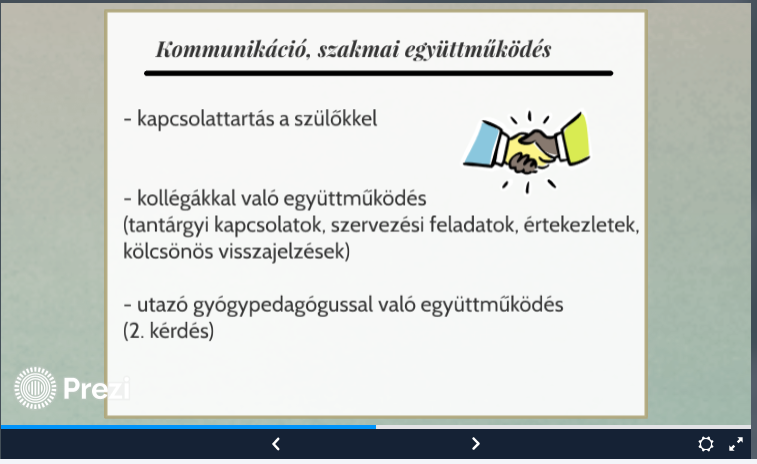 Kommunikáció, szakmai együttműködés
- kapcsolattartás a szülőkkel
- kollégákkal való együttműködés
(tantárgyi kapcsolatok, szervezési feladatok, értekezletek,
kölcsönös visszajelzések)
- utazó gyógypedagógussal való együttműködés
(2. kérdés)
Prezi